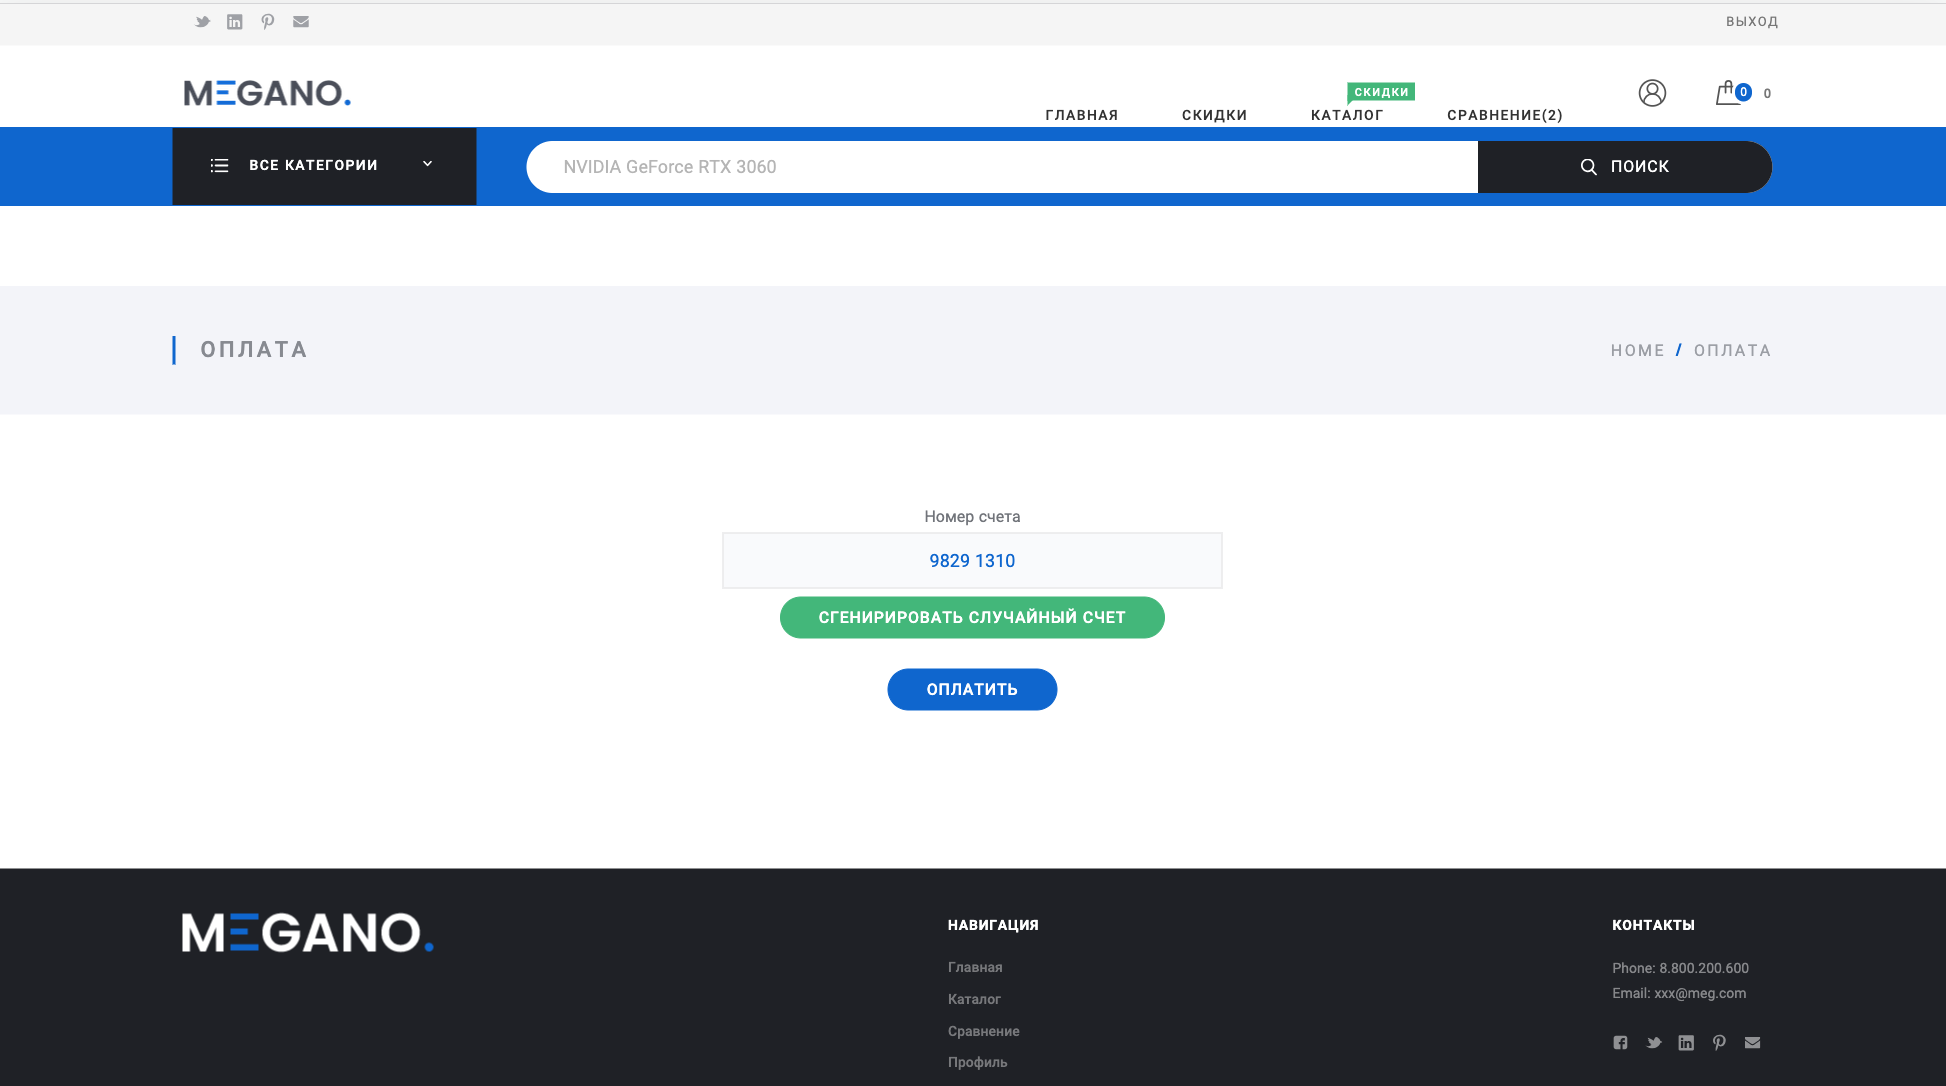 ВЫХОД
MEGANO.
ГЛАВНАЯ
СКИДКИ
СКИДКИ
КАТАЛОГ
СРАВНЕНИЕ(2)
0
0
ВСЕ КАТЕГОРИИ
NVIDIA GeForce RTX 3060
ПОИСК
ОПЛАТА
HOME / ОПЛАТА
Номер счета
9829 1310
СГЕНИРИРОВАТЬ СЛУЧАЙНЫЙ СЧЕТ
ОПЛАТИТЬ
MEGANO.
НАВИГАЦИЯ
Главная
Каталог
Сравнение
Профиль
КОНТАКТЫ
Phone: 8.800.200.600
Email: xxx@meg.com